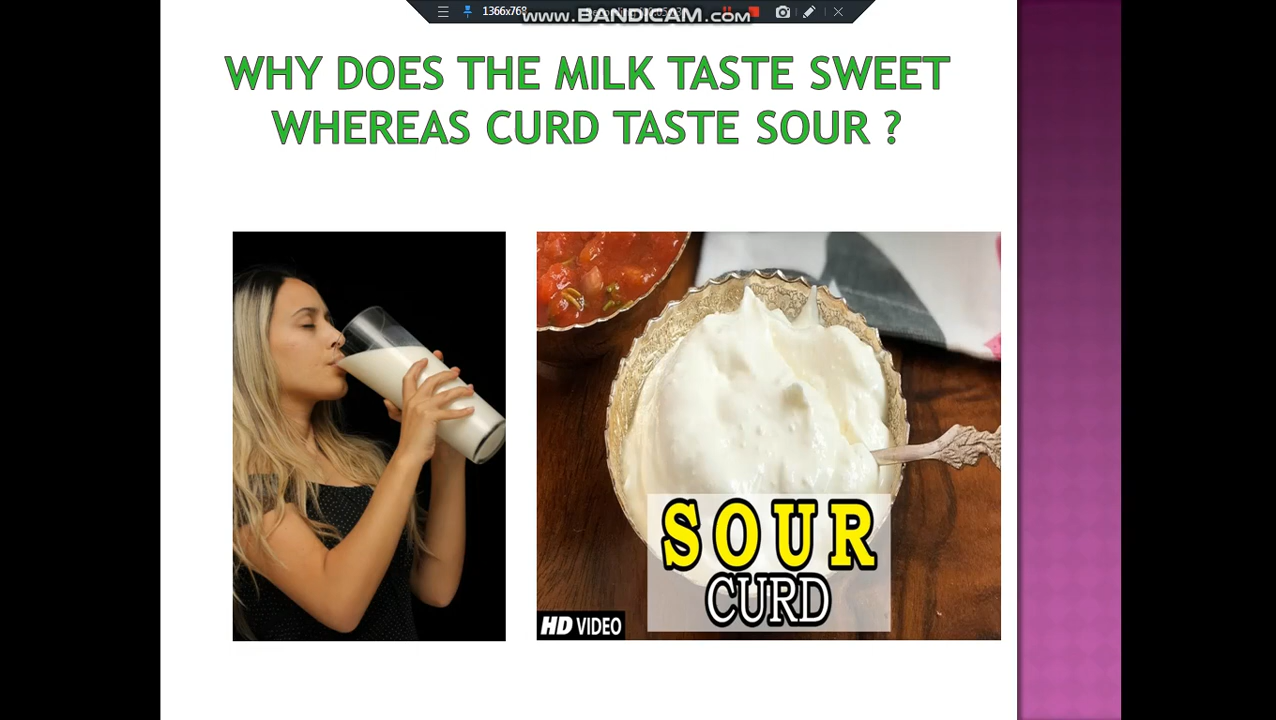 1366x768
www.BANDICAM.com
WHY DOES THE MILK TASTE SWEET
WHEREAS CURD TASTE SOUR ?
SOUR
CURD
HD VIDEO